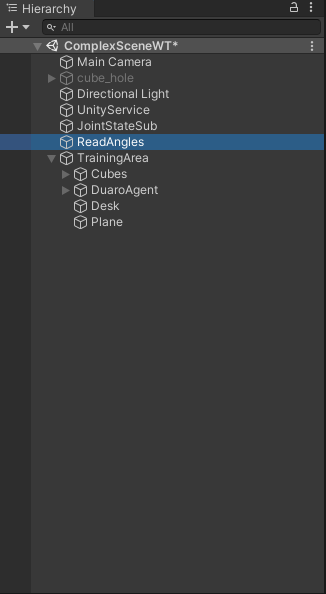 Hierarchy
All
ComplexSceneWT*
Main Camera
cube_hole
Directional Light
UnityService
JointStateSub
ReadAngles
TrainingArea
Cubes
DuaroAgent
Desk
Plane